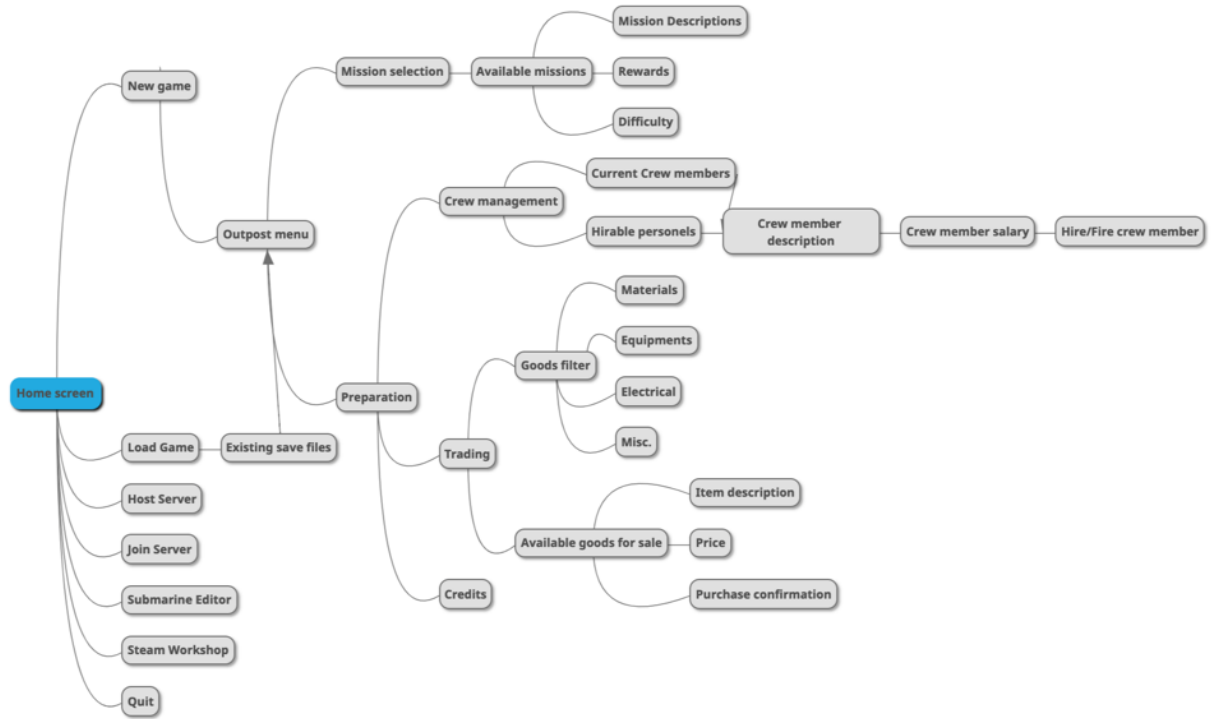 Mission Descriptions
Mission selection
Available missions
Rewards
New game
Difficulty
Current Crew members
Crew management
Crew member
description
Outpost menu
Hirable personels
Crew member salary
Hire/Fire crew member
Materials
Equipments
Goods filter
Home screen
Preparation
Electrical
Load Game
Existing save files
Trading
Misc.
Host Server
Item description
Join Server
Available goods for sale
Price
Submarine Editor
Credits
Purchase confirmation
Steam Workshop
Quit